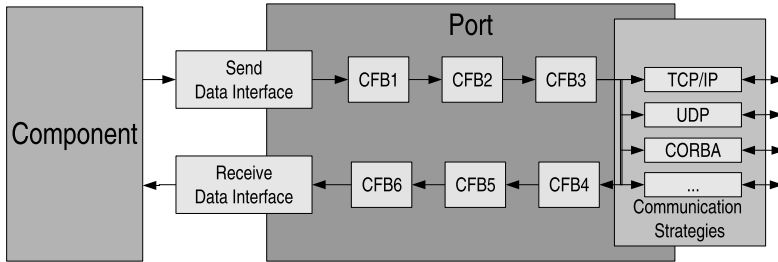 Port
Component
Send
Data Interface
CFB1
CFB2
CFB3
TCP/IP
UDP
CORBA
...
Communication
Strategies
Receive
Data Interface
CFB6
CFB5
CFB4